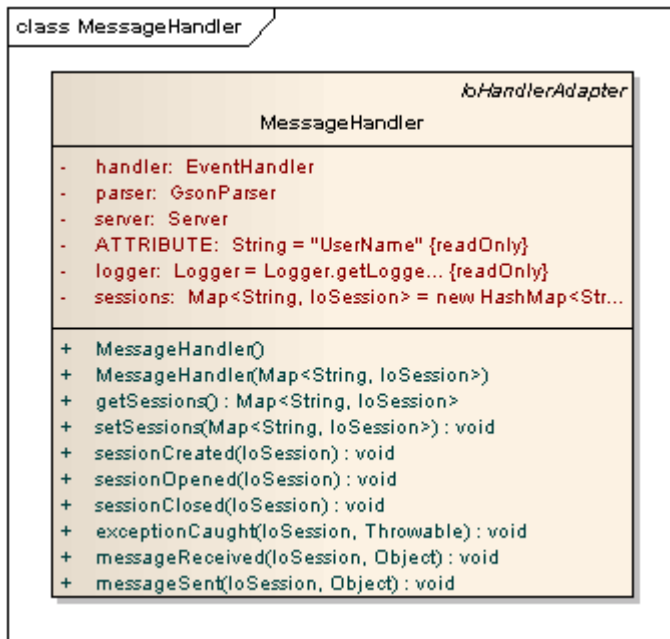 class MessageHandler
IoHandlerAdapter
MessageHandler
- handler: EventHandler
- parser: GsonParser
- server: Server
- ATTRIBUTE: String = "UserName" {readOnly}
- logger: Logger = Logger.getLogge... {readOnly}
- sessions: Map<String, IoSession> = new HashMap<Str...
+ MessageHandler()
+ MessageHandler(Map<String, IoSession>)
+ getSessions() : Map<String, IoSession>
+ setSessions(Map<String, IoSession>) : void
+ sessionCreated(IoSession) : void
+ sessionOpened(IoSession) : void
+ sessionClosed(IoSession) : void
+ exceptionCaught(IoSession, Throwable) : void
+ messageReceived(IoSession, Object) : void
+ messageSent(IoSession, Object) : void